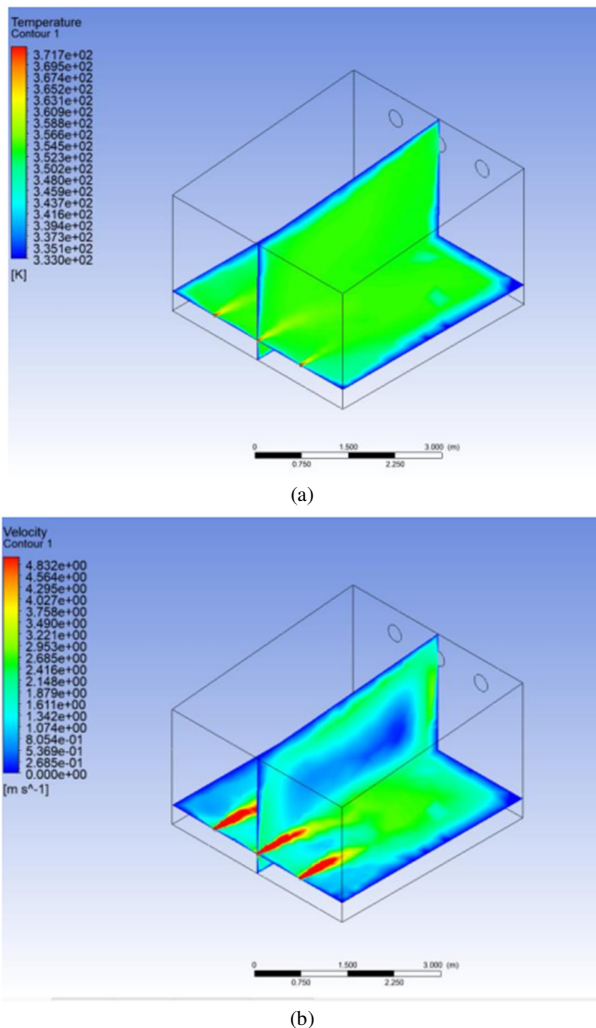 Temperature
Contour 1
3.717e+02
3.695e+02
3.674e+02
3.652e+02
3.631e+02
3.609e+02
3.588e+02
3.566e+02
3.545e+02
3.523e+02
3.502e+02
3.480e+02
3.459e+02
3.437e+02
3.416e+02
3.394e+02
3.373e+02
3.351e+02
3.330e+02
[K]
0 1.500 3.000 (m)
0.750 2.250
(a)
Velocity
Contour 1
4.832e+00
4.564e+00
4.295e+00
4.027e+00
3.758e+00
3.490e+00
3.221e+00
2.953e+00
2.685e+00
2.416e+00
2.148e+00
1.879e+00
1.611e+00
1.342e+00
1.074e+00
8.054e-01
5.369e-01
2.685e-01
0.000e+00
[m s^-1]
0 1.500 3.000 (m)
0.750 2.250
(b)